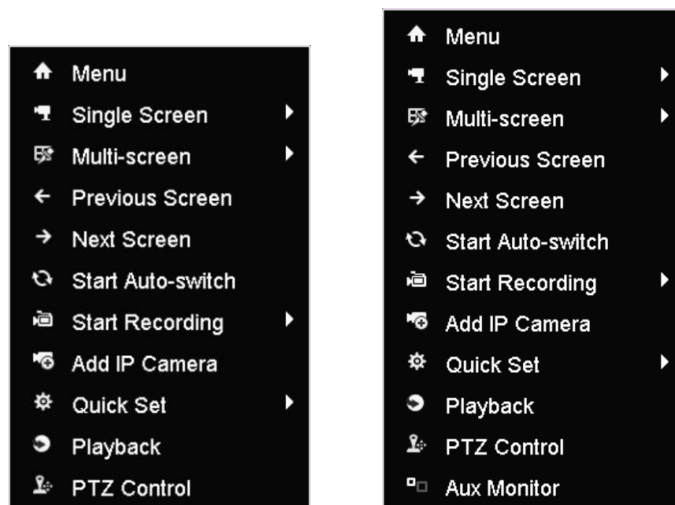 Menu
Single Screen
Multi-screen
Previous Screen
Next Screen
Start Auto-switch
Start Recording
Add IP Camera
Quick Set
Playback
PTZ Control
Menu
Single Screen
Multi-screen
Previous Screen
Next Screen
Start Auto-switch
Start Recording
Add IP Camera
Quick Set
Playback
PTZ Control
Aux Monitor